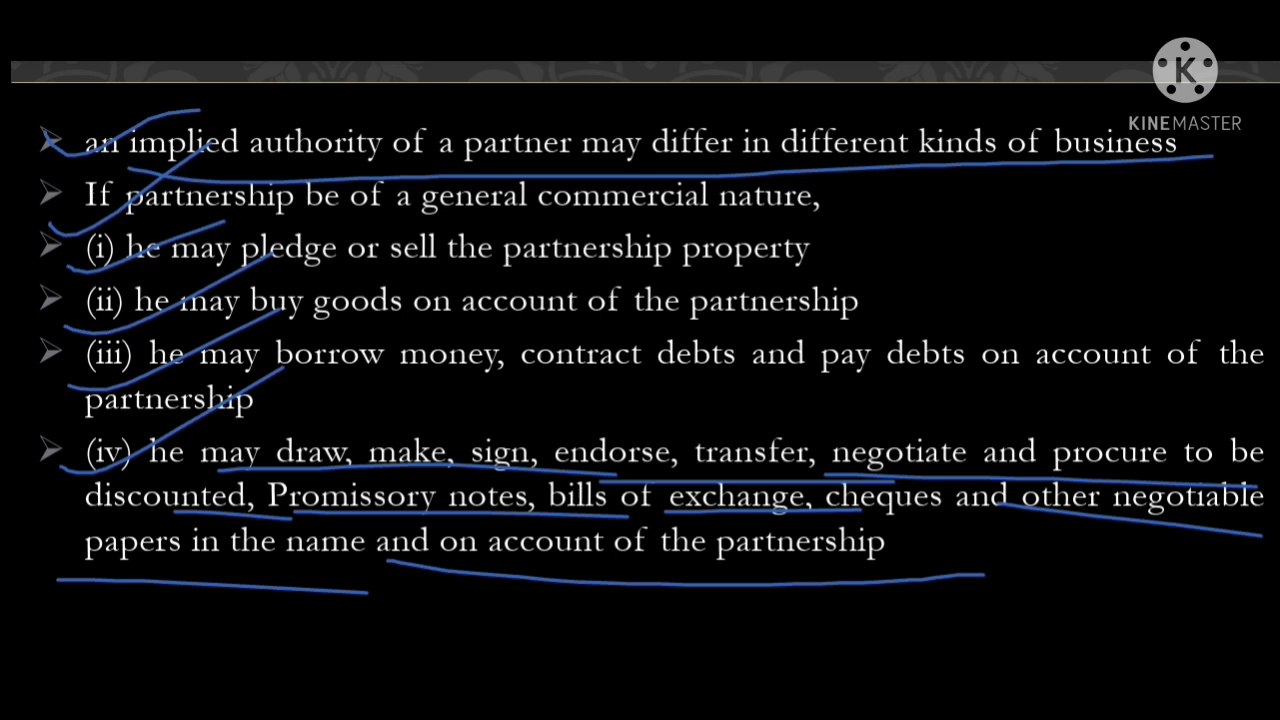 K
KINEMASTER
an implied authority of a partner may differ in different kinds of business
If partnership be of a general commercial nature,
(i) he may pledge or sell the partnership property
(ii) he may buy goods on account of the partnership
(iii) he may borrow money, contract debts and pay debts on account of the
partnership
(iv) he may draw, make, sign, endorse, transfer, negotiate and procure to be
discounted, Promissory notes, bills of exchange, cheques and other negotiable
papers in the name and on account of the partnership